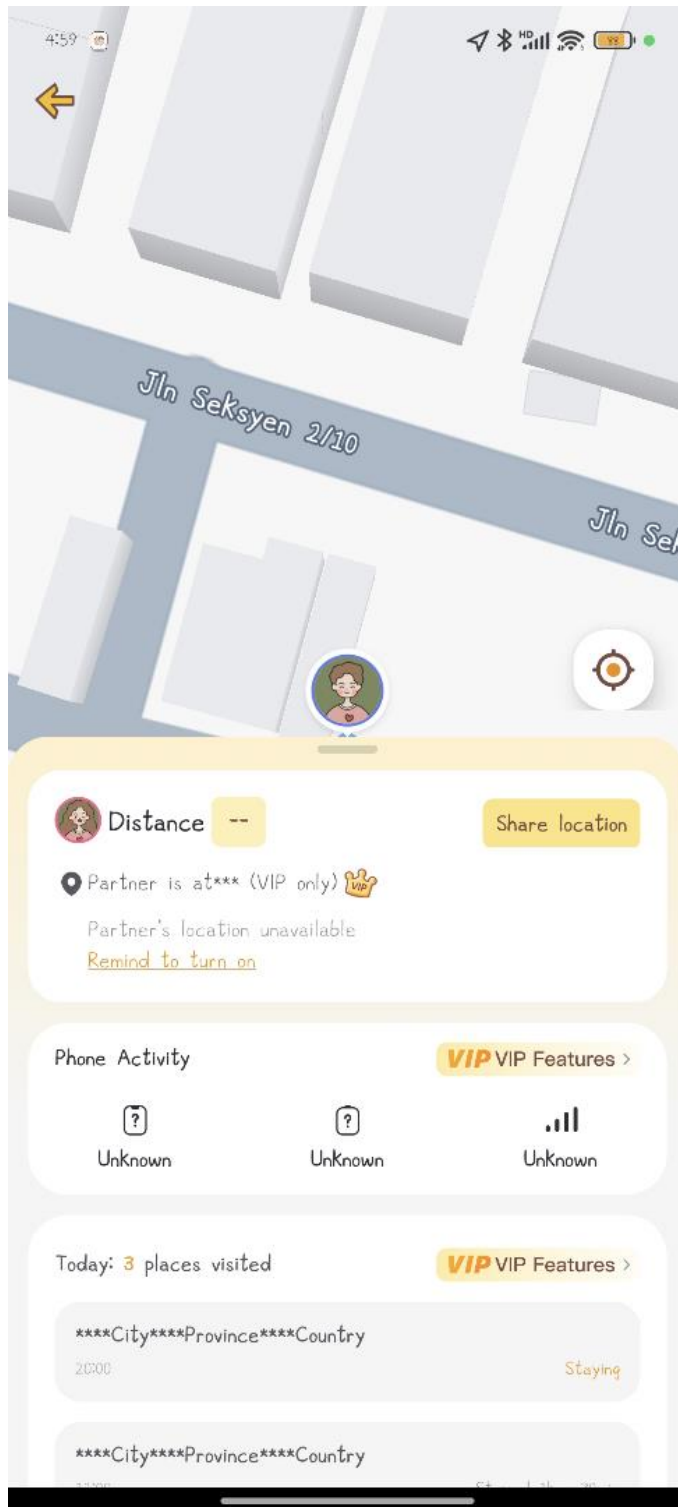 4:59
HD
98
Jln Seksyen 2/10
Jln Se
Distance --
Share location
Partner is at*** (VIP only) VIP
Partner's location unavailable
Remind to turn on
Phone Activity
VIP VIP Features >
? ?
Unknown Unknown Unknown
Today: 3 places visited
VIP VIP Features >
****City****Province****Country
20:00 Staying
****City****Province****Country